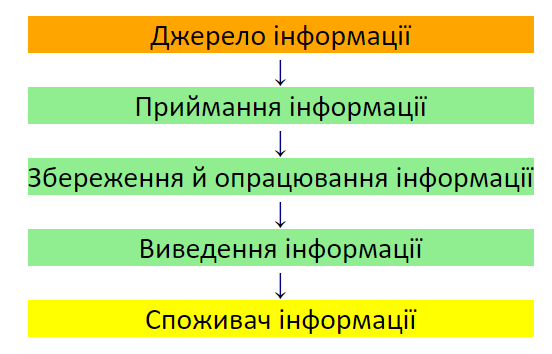 Джерело інформації
Приймання інформації
Збереження й опрацювання інформації
Виведення інформації
Споживач інформації